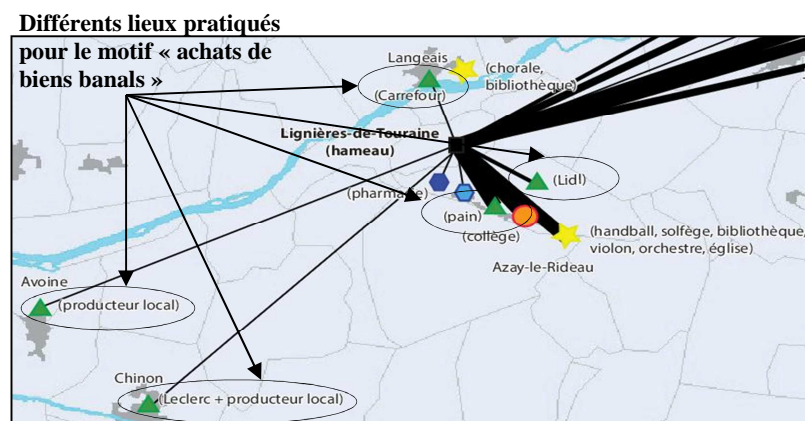 Différents lieux pratiqués
pour le motif « achats de
biens banals »
Langeais
(chorale,
bibliothèque)
(Carrefour)
Lignières-de-Touraine
(hameau)
(Lidl)
(pharmacie)
(pain)
(collège)
(handball, solfège, bibliothèque,
violon, orchestre, église)
Azay-le-Rideau
Avoine
(producteur local)
Chinon
(Leclerc + producteur local)